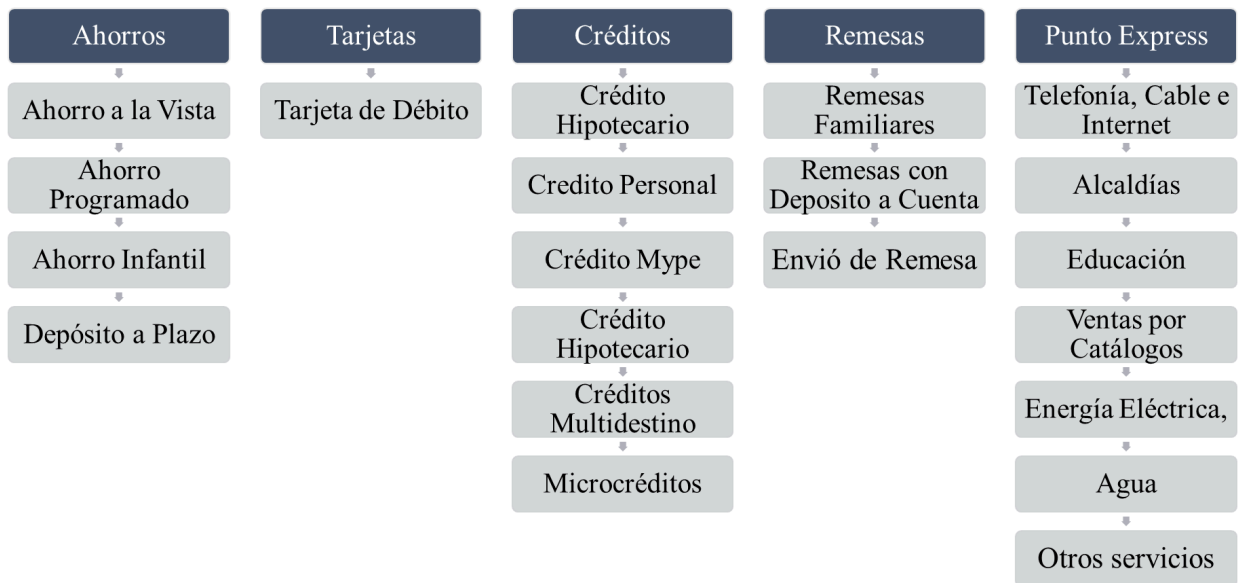 Ahorros
Ahorro a la Vista
Ahorro
Programado
Ahorro Infantil
Depósito a Plazo
Tarjetas
Tarjeta de Débito
Créditos
Crédito
Hipotecario
Credito Personal
Crédito Mype
Crédito
Hipotecario
Créditos
Multidestino
Microcréditos
Remesas
Remesas
Familiares
Remesas con
Deposito a Cuenta
Envió de Remesa
Punto Express
Telefonía, Cable e
Internet
Alcaldías
Educación
Ventas por
Catálogos
Energía Eléctrica,
Agua
Otros servicios